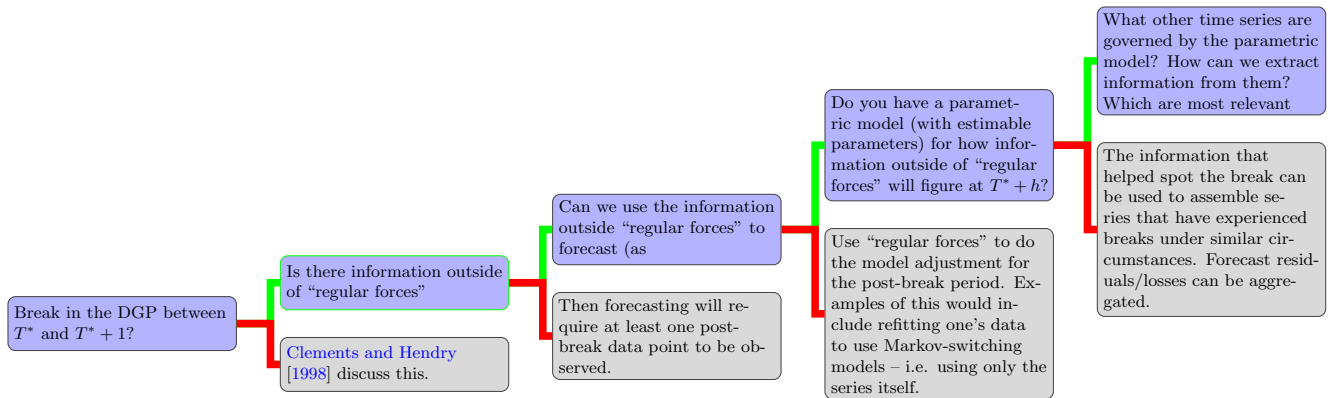 Break in the DGP between
T* and T* + 1?
Is there information outside
of “regular forces”
Clements and Hendry
[1998] discuss this.
Can we use the information
outside “regular forces” to
forecast (as
Then forecasting will re-
quire at least one post-
break data point to be ob-
served.
Do you have a paramet-
ric model (with estimable
parameters) for how infor-
mation outside of “regular
forces” will figure at T* + h?
Use “regular forces” to do
the model adjustment for
the post-break period. Ex-
amples of this would in-
clude refitting one’s data
to use Markov-switching
models – i.e. using only the
series itself.
What other time series are
governed by the parametric
model? How can we extract
information from them?
Which are most relevant
The information that
helped spot the break can
be used to assemble se-
ries that have experienced
breaks under similar cir-
cumstances. Forecast resid-
uals/losses can be aggre-
gated.